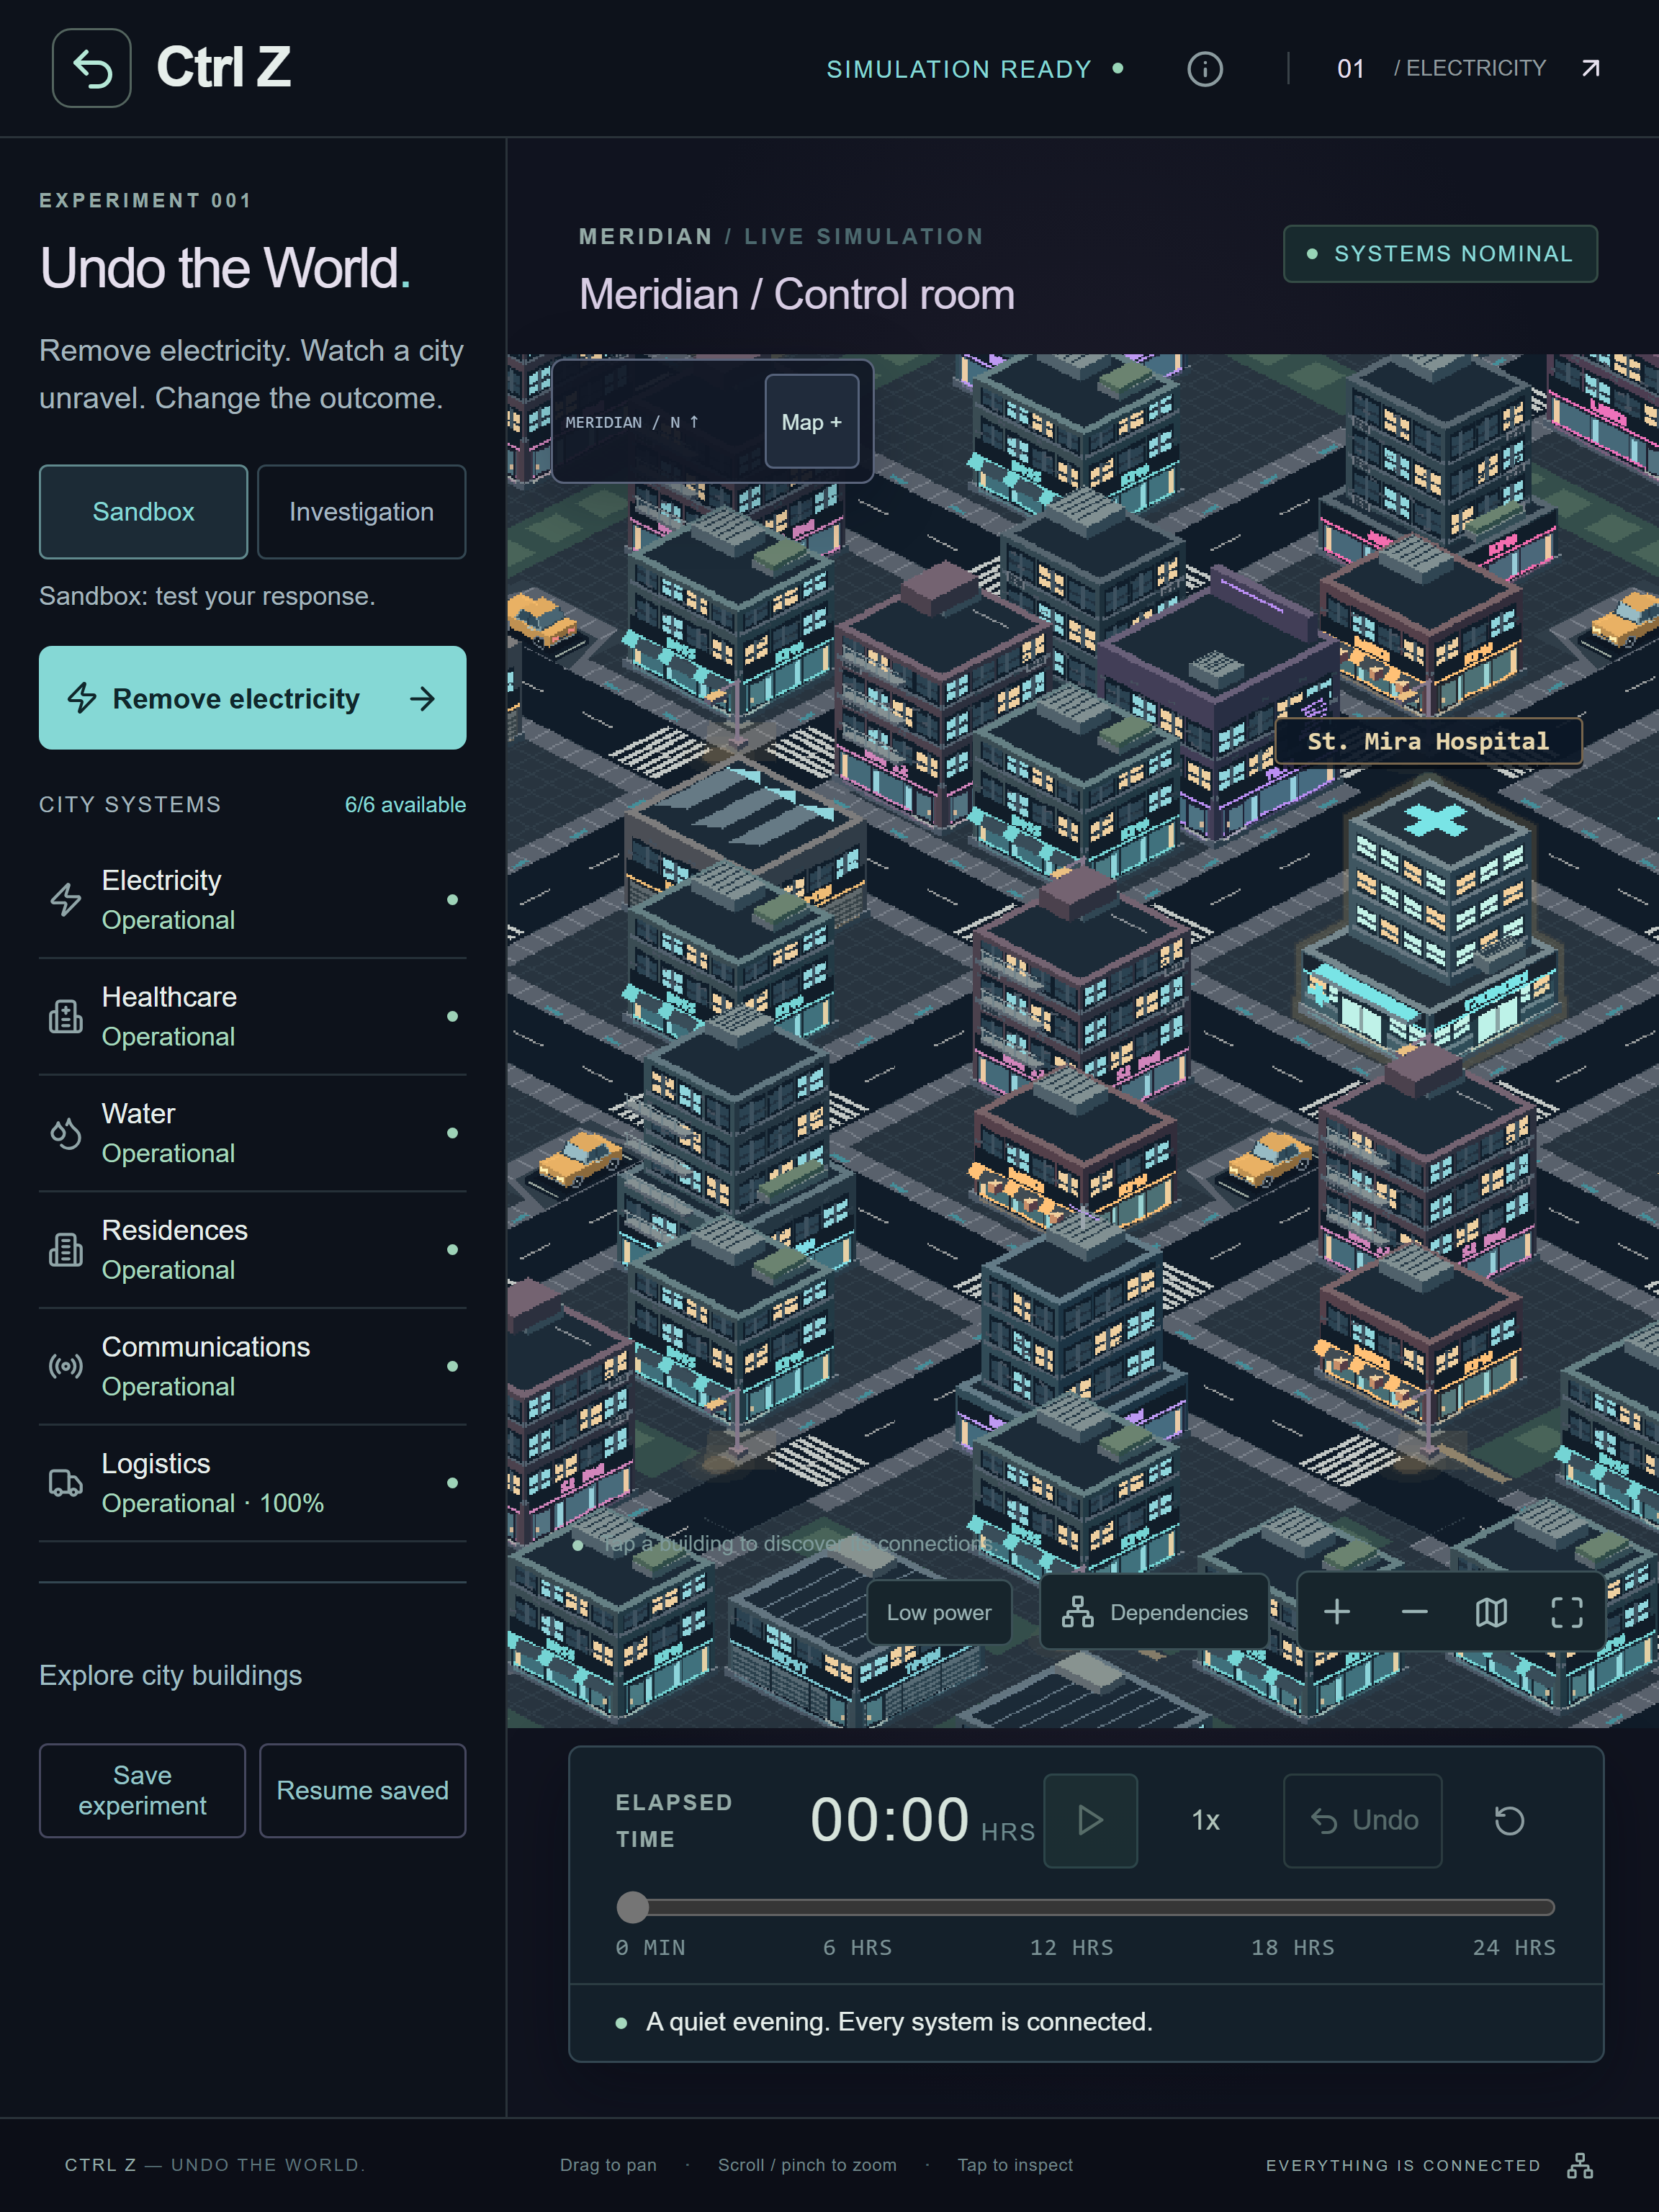 Ctrl Z
SIMULATION READY
01 / ELECTRICITY
EXPERIMENT 001
Undo the World.
Remove electricity. Watch a city
unravel. Change the outcome.
Sandbox
Investigation
Sandbox: test your response.
Remove electricity
CITY SYSTEMS
6/6 available
Electricity
Operational
Healthcare
Operational
Water
Operational
Residences
Operational
Communications
Operational
Logistics
Operational · 100%
Explore city buildings
Save
experiment
Resume saved
MERIDIAN / LIVE SIMULATION
Meridian / Control room
SYSTEMS NOMINAL
MERIDIAN / N ↑
Map +
St. Mira Hospital
Tap a building to discover connections.
Low power
Dependencies
ELAPSED
TIME
00:00 HRS
1x
Undo
0 MIN
6 HRS
12 HRS
18 HRS
24 HRS
A quiet evening. Every system is connected.
CTRL Z — UNDO THE WORLD.
Drag to pan · Scroll / pinch to zoom · Tap to inspect
EVERYTHING IS CONNECTED